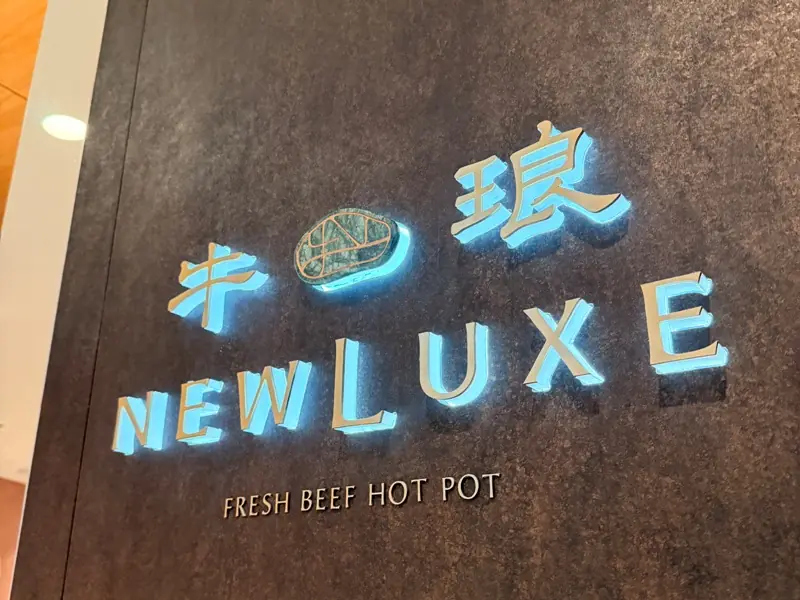 牛琅
NEWLUXE
FRESH BEEF HOT POT